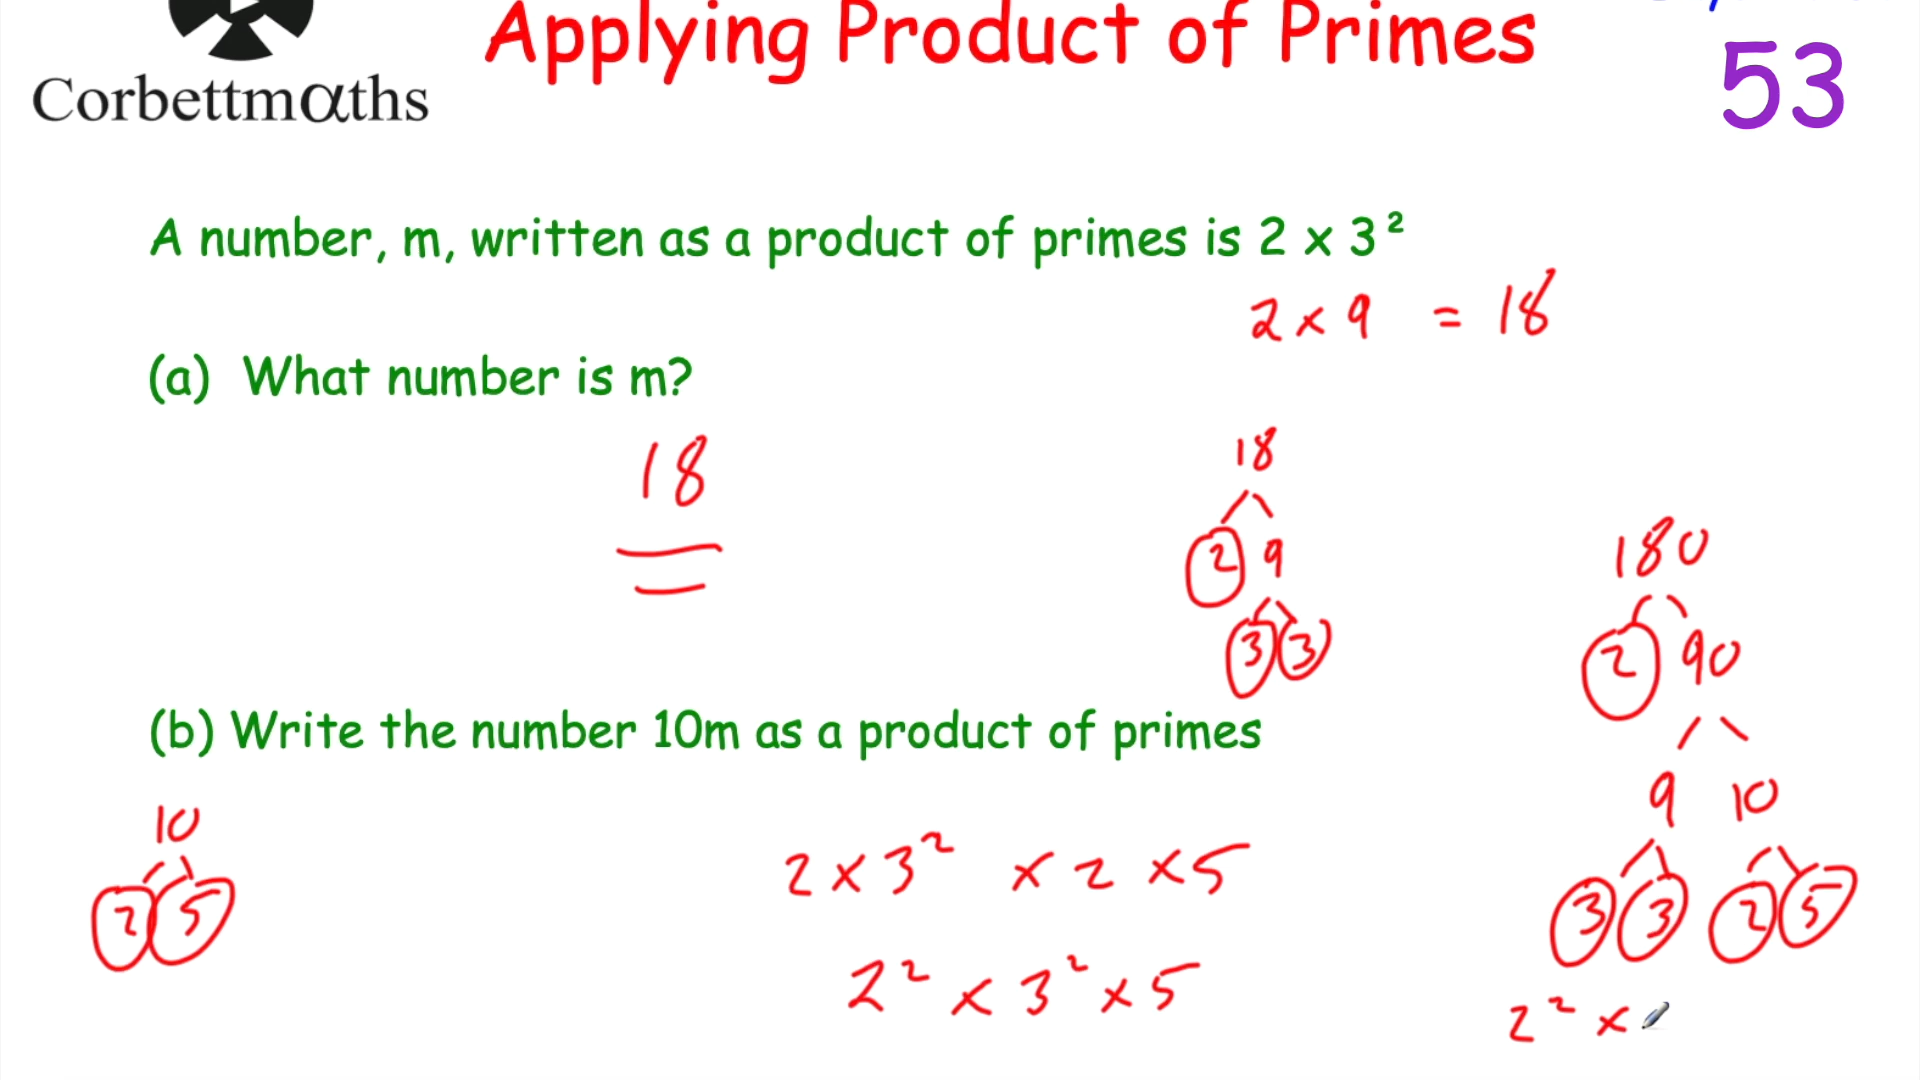 Applying Product of Primes
Corbettmαths
53
A number, m, written as a product of primes is 2 x 3²
2 × 9 = 18
(a) What number is m?
18
18
2 9
3 3
180
2 90
9 10
3 3 2 5
2² ×
(b) Write the number 10m as a product of primes
10
2 5
2 × 3² × 2 × 5
2² × 3² × 5